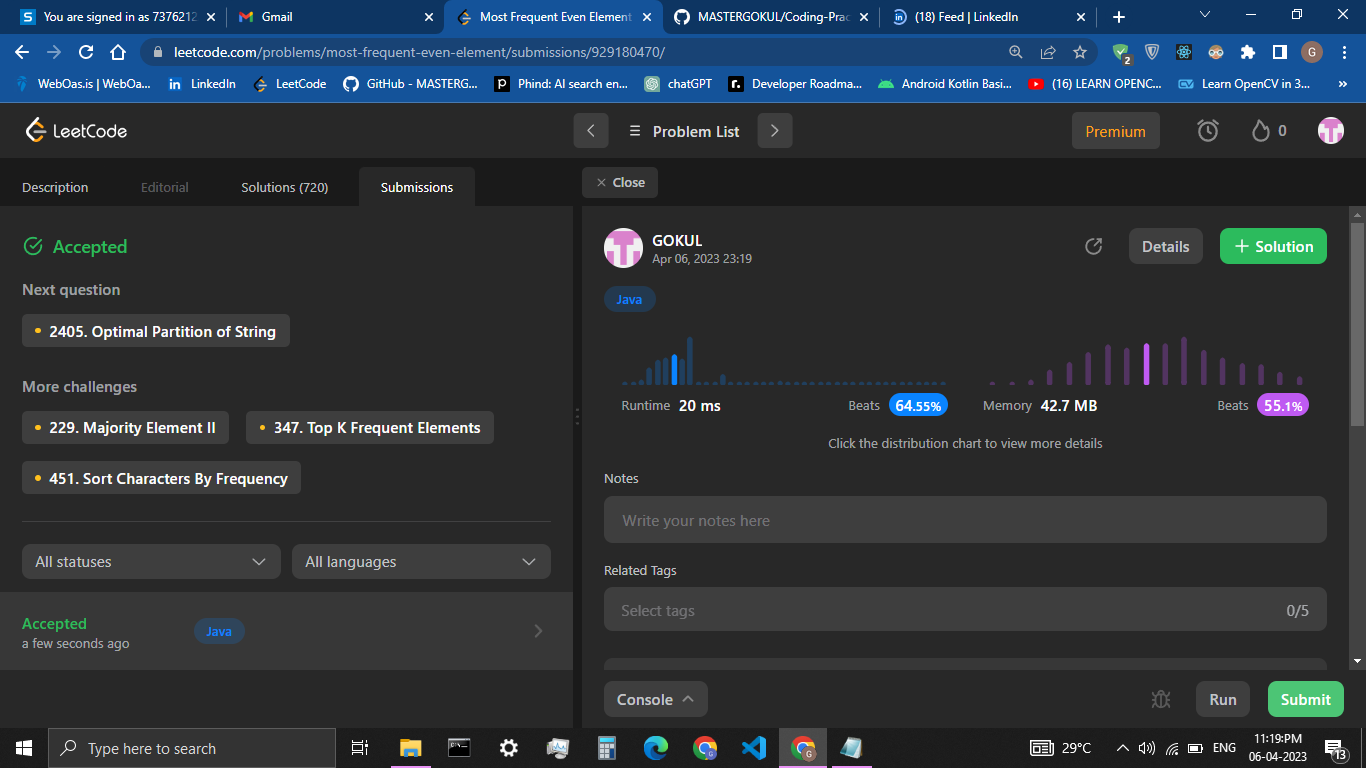 You are signed in as 7376212
Gmail
Most Frequent Even Element
MASTERGOKUL/Coding-Prac
(18) Feed | LinkedIn
leetcode.com/problems/most-frequent-even-element/submissions/929180470/
2
G
WebOas.is | WebOa...
LinkedIn
LeetCode
GitHub - MASTERG...
Phind: AI search en...
chatGPT
Developer Roadma...
Android Kotlin Basi...
(16) LEARN OPENC...
Learn OpenCV in 3...
»
LeetCode
Problem List
Premium
0
Description
Editorial
Solutions (720)
Submissions
Close
Accepted
Next question
2405. Optimal Partition of String
More challenges
229. Majority Element II
347. Top K Frequent Elements
451. Sort Characters By Frequency
All statuses
All languages
Accepted
a few seconds ago
Java
GOKUL
Apr 06, 2023 23:19
Details
+ Solution
Java
Runtime 20 ms Beats 64.55%
Memory 42.7 MB Beats 55.1%
Click the distribution chart to view more details
Notes
Write your notes here
Related Tags
Select tags
0/5
Console
Run
Submit
Type here to search
G
29°C
ENG
11:19:PM
06-04-2023
13